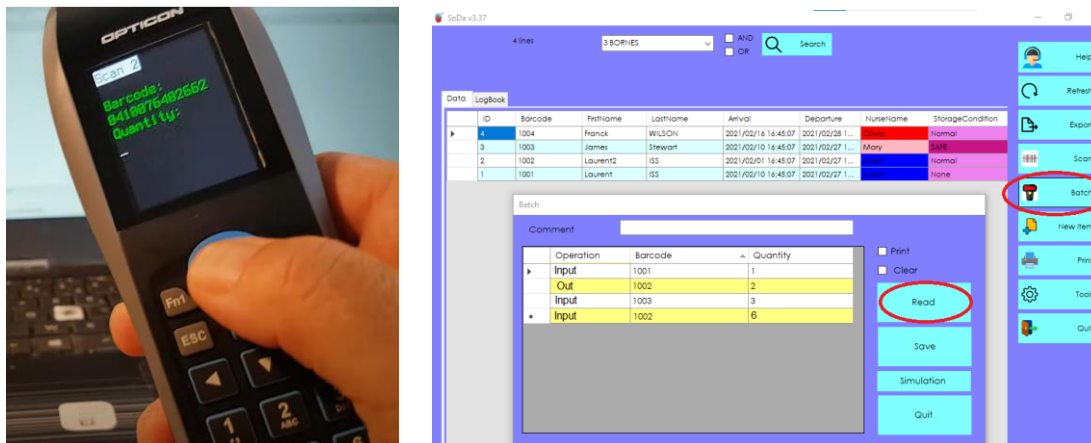 OPTICON
Scan 2
Barcode:
8410076402662
Quantity:
Fn1
ESC
1
2
ABC
SoDa v3.37
4 lines
3 BORNES
AND
OR
Search
Data LogBook
ID Barcode FirstName LastName Arrival Departure NurseName StorageCondition
4 1004 Franck WILSON 2021/02/16 16:45:07 2021/02/28 1... Olivia Normal
3 1003 James Stewart 2021/02/10 16:45:07 2021/02/27 1... Mary SAFE
2 1002 Laurent2 ISS 2021/02/01 16:45:07 2021/02/27 1... Normal
1 1001 Laurent ISS 2021/02/10 16:45:07 2021/02/27 1... None
Batch
Comment
Operation Barcode Quantity
Input 1001 1
Out 1002 2
Input 1003 3
Input 1002 6
Print
Clear
Read
Save
Simulation
Quit
Help
Refresh
Export
Scan
Batch
New item
Print
Tool
Qui